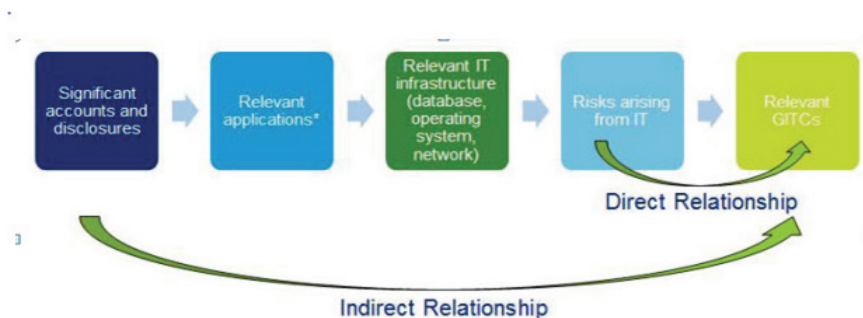 Significant
accounts and
disclosures
Relevant
applications*
Relevant IT
infrastructure
(database,
operating
system,
network)
Risks arising
from IT
Relevant
GITCs
Direct Relationship
Indirect Relationship